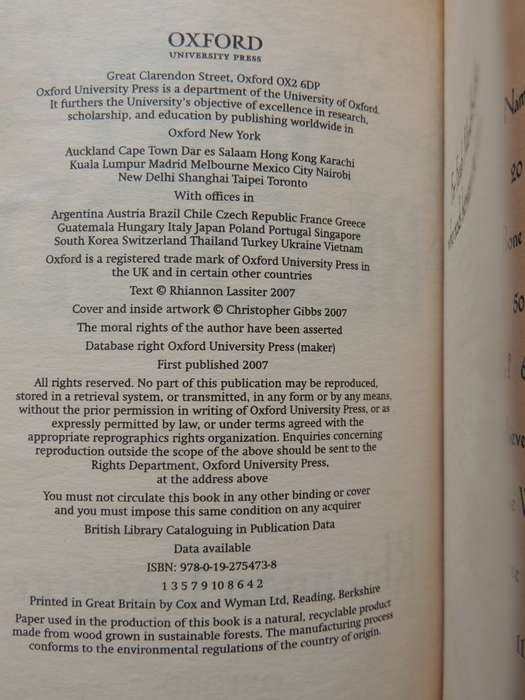 OXFORD
UNIVERSITY PRESS
Great Clarendon Street, Oxford OX2 6DP
Oxford University Press is a department of the University of Oxford.
It furthers the University's objective of excellence in research,
scholarship, and education by publishing worldwide in
Oxford New York
Auckland Cape Town Dar es Salaam Hong Kong Karachi
Kuala Lumpur Madrid Melbourne Mexico City Nairobi
New Delhi Shanghai Taipei Toronto
With offices in
Argentina Austria Brazil Chile Czech Republic France Greece
Guatemala Hungary Italy Japan Poland Portugal Singapore
South Korea Switzerland Thailand Turkey Ukraine Vietnam
Oxford is a registered trade mark of Oxford University Press in
the UK and in certain other countries
Text © Rhiannon Lassiter 2007
Cover and inside artwork © Christopher Gibbs 2007
The moral rights of the author have been asserted
Database right Oxford University Press (maker)
First published 2007
All rights reserved. No part of this publication may be reproduced,
stored in a retrieval system, or transmitted, in any form or by any means,
without the prior permission in writing of Oxford University Press, or as
expressly permitted by law, or under terms agreed with the
appropriate reprographics rights organization. Enquiries concerning
reproduction outside the scope of the above should be sent to the
Rights Department, Oxford University Press,
at the address above
You must not circulate this book in any other binding or cover
and you must impose this same condition on any acquirer
British Library Cataloguing in Publication Data
Data available
ISBN: 978-0-19-275473-8
1 3 5 7 9 10 8 6 4 2
Printed in Great Britain by Cox and Wyman Ltd, Reading, Berkshire
Paper used in the production of this book is a natural, recyclable product
made from wood grown in sustainable forests. The manufacturing process
conforms to the environmental regulations of the country of origin.